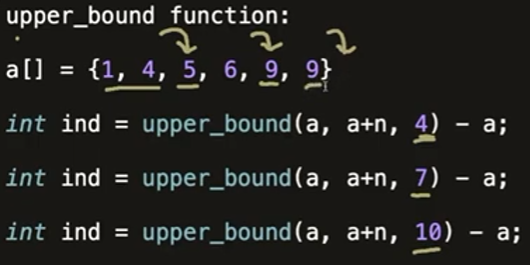 upper_bound function:
a[] = {1, 4, 5, 6, 9, 9}
int ind = upper_bound(a, a+n, 4) - a;
int ind = upper_bound(a, a+n, 7) - a;
int ind = upper_bound(a, a+n, 10) - a;